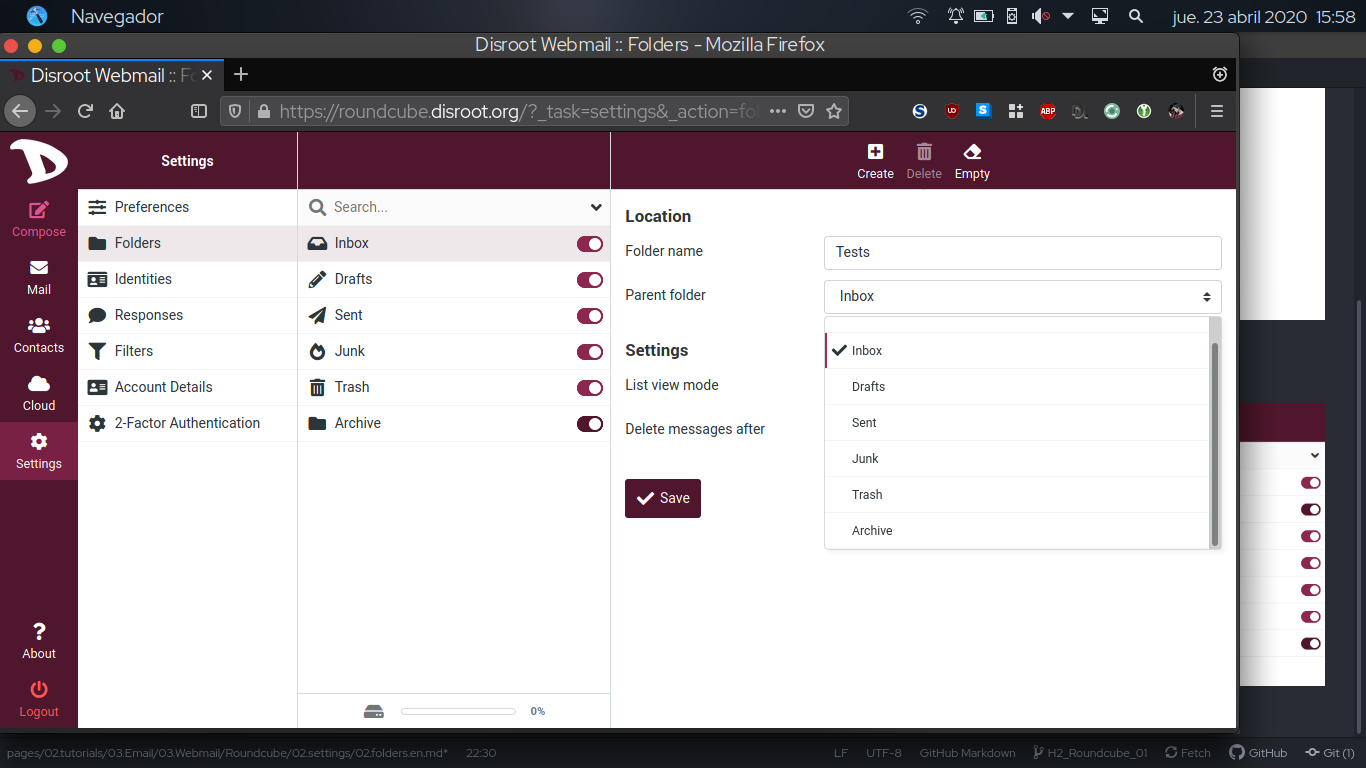 Navegador
jue. 23 abril 2020 15:58
Disroot Webmail :: Folders - Mozilla Firefox
Disroot Webmail :: Fo
https://roundcube.disroot.org/?_task=settings&_action=fol
Settings
Create
Delete
Empty
Compose
Mail
Contacts
Cloud
Settings
About
Logout
Preferences
Folders
Identities
Responses
Filters
Account Details
2-Factor Authentication
Search...
Inbox
Drafts
Sent
Junk
Trash
Archive
0%
Location
Folder name
Tests
Parent folder
Inbox
Settings
List view mode
Delete messages after
Save
Inbox
Drafts
Sent
Junk
Trash
Archive
pages/02.tutorials/03.Email/03.Webmail/Roundcube/02.settings/02.folders.en.md* 22:30
LF UTF-8 GitHub Markdown H2_Roundcube_01 Fetch GitHub Git (1)